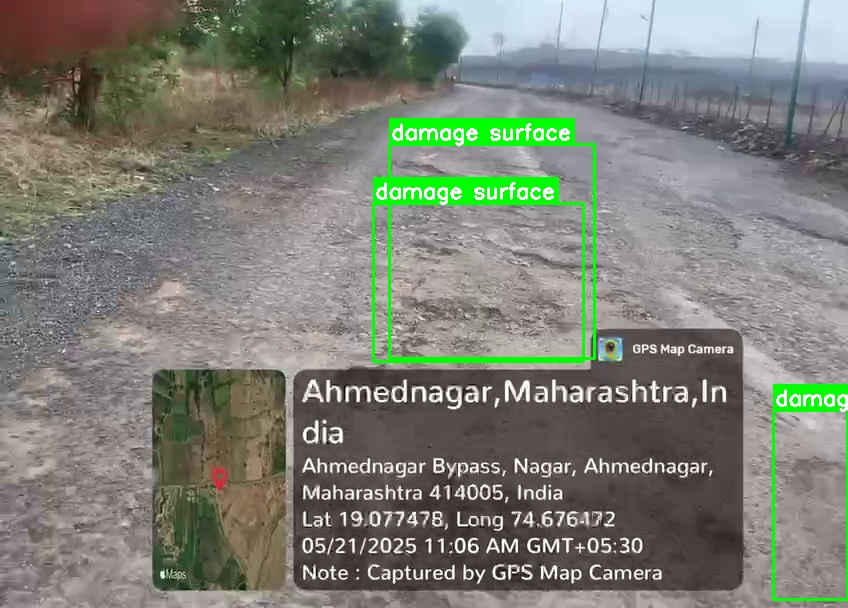 damage surface
damage surface
GPS Map Camera
damag
Ahmednagar,Maharashtra,In
dia
Ahmednagar Bypass, Nagar, Ahmednagar,
Maharashtra 414005, India
Lat 19.077478, Long
05/21/2025 11:06 AM GMT+05:30
Note : Captured by GPS Map Camera
Maps